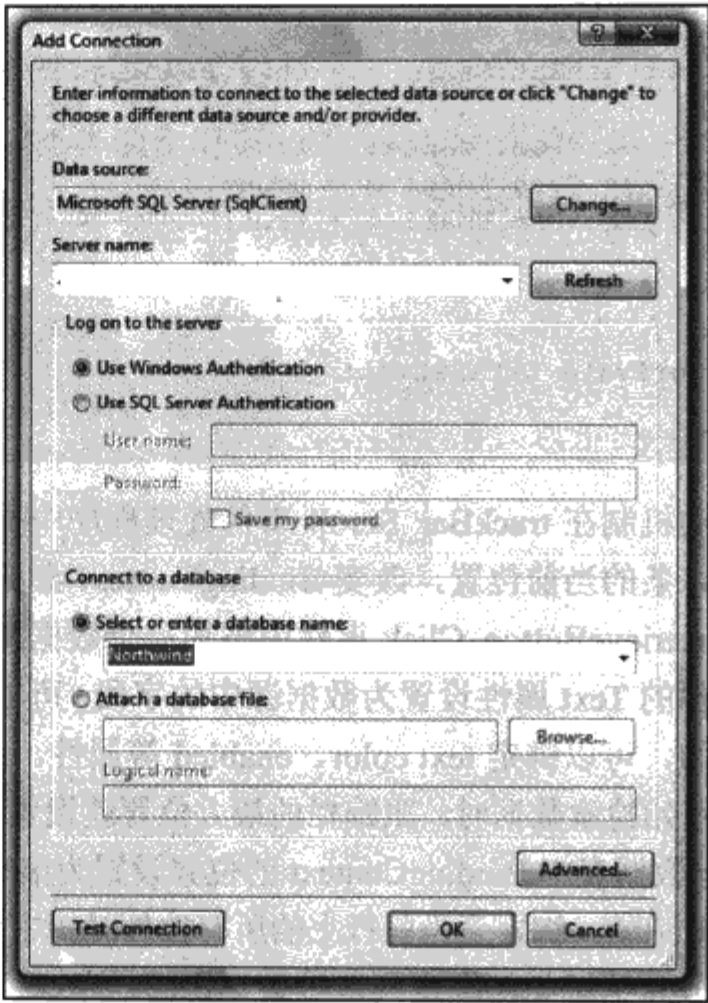 Add Connection
Enter information to connect to the selected data source or click "Change" to
choose a different data source and/or provider.
Data source:
Microsoft SQL Server (SqlClient)
Change...
Server name:
.
Refresh
Log on to the server
Use Windows Authentication
Use SQL Server Authentication
User name:
Password:
Save my password
Connect to a database
Select or enter a database name:
Northwind
Attach a database file:
Browse...
Logical name:
Advanced...
Test Connection
OK
Cancel